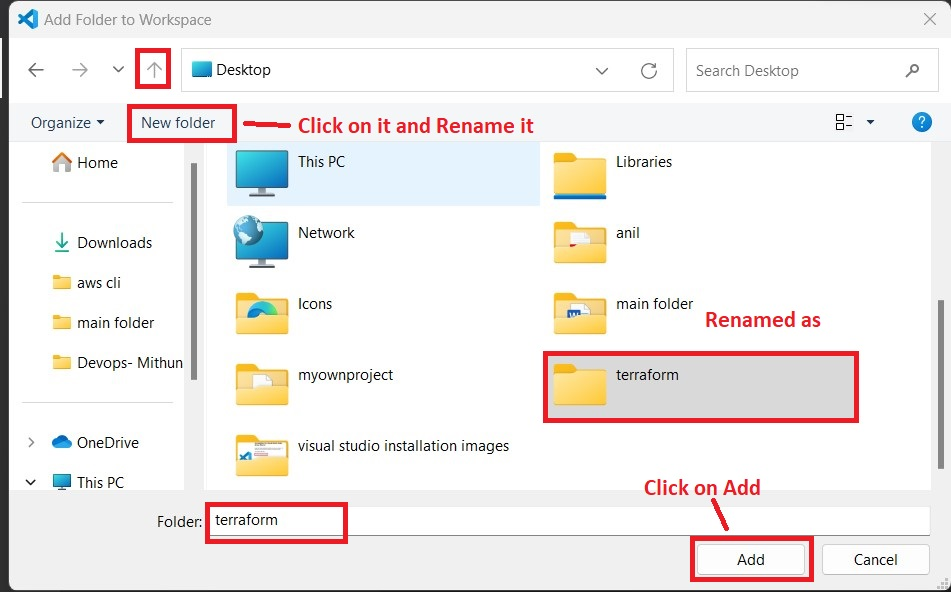 Add Folder to Workspace
Desktop
Search Desktop
Organize
New folder
Click on it and Rename it
?
Home
Downloads
aws cli
main folder
Devops- Mithun
OneDrive
This PC
This PC
Libraries
Network
anil
Icons
main folder
Renamed as
myownproject
terraform
visual studio installation images
Click on Add
Folder: terraform
Add
Cancel